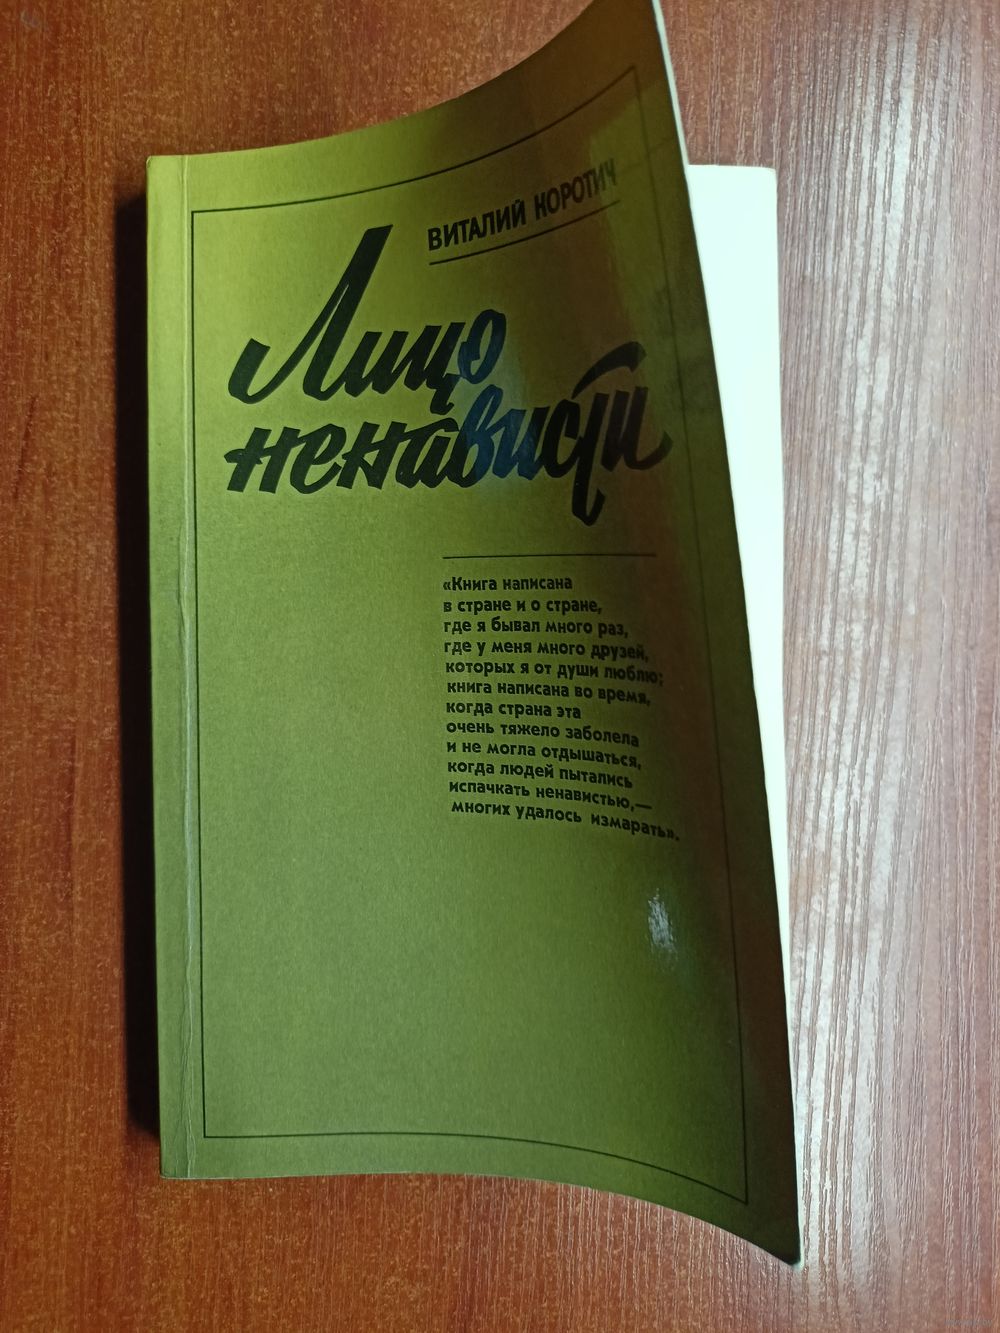 ВИТАЛИЙ КОРОТИЧ
Лицо
ненависти
«Книга написана
в стране и о стране,
где я бывал много раз,
где у меня много друзей,
которых я от души люблю;
книга написана во время,
когда страна эта
очень тяжело заболела
и не могла отдышаться,
когда людей пытались
испачкать ненавистью,—
многих удалось измарать».